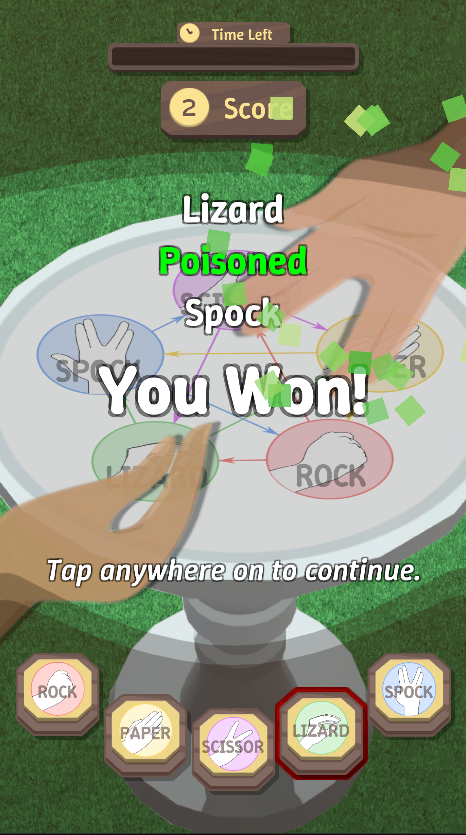 Time Left
2 Score
Lizard
Poisoned
Spock
SPOCK
You Won!
LIZARD
ROCK
Tap anywhere on to continue.
ROCK
PAPER
SCISSOR
LIZARD
SPOCK